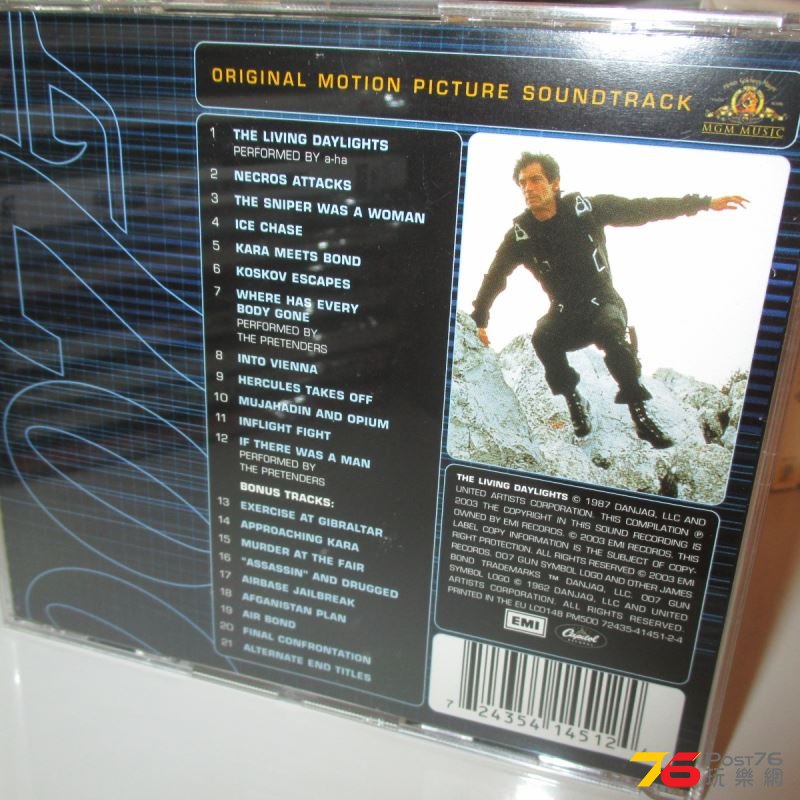 ORIGINAL MOTION PICTURE SOUNDTRACK
MGM MUSIC
1 THE LIVING DAYLIGHTS
PERFORMED BY a-ha
2 NECROS ATTACKS
3 THE SNIPER WAS A WOMAN
4 ICE CHASE
5 KARA MEETS BOND
6 KOSKOV ESCAPES
7 WHERE HAS EVERY
BODY GONE
PERFORMED BY
THE PRETENDERS
8 INTO VIENNA
9 HERCULES TAKES OFF
10 MUJAHADIN AND OPIUM
11 INFLIGHT FIGHT
12 IF THERE WAS A MAN
PERFORMED BY
THE PRETENDERS
BONUS TRACKS:
13 EXERCISE AT GIBRALTAR
14 APPROACHING KARA
15 MURDER AT THE FAIR
16 "ASSASSIN" AND DRUGGED
17 AIRBASE JAILBREAK
18 AFGANISTAN PLAN
19 AIR BOND
20 FINAL CONFRONTATION
21 ALTERNATE END TITLES
THE LIVING DAYLIGHTS © 1987 DANJAQ, LLC AND
UNITED ARTISTS CORPORATION. THIS COMPILATION ℗
2003 THE COPYRIGHT IN THIS SOUND RECORDING IS
OWNED BY EMI RECORDS. © 2003 EMI RECORDS. THIS
LABEL COPY INFORMATION IS THE SUBJECT OF COPY-
RIGHT PROTECTION. ALL RIGHTS RESERVED © 2003 EMI
RECORDS. 007 GUN SYMBOL LOGO AND OTHER JAMES
BOND TRADEMARKS ™ DANJAQ, LLC. 007 GUN
SYMBOL LOGO © 1962 DANJAQ, LLC AND UNITED
ARTISTS CORPORATION. ALL RIGHTS RESERVED.
PRINTED IN THE EU LC0148 PM500 72435-41451-2-4
EMI
Capitol
7 24354 14512
76 Post76
玩樂網